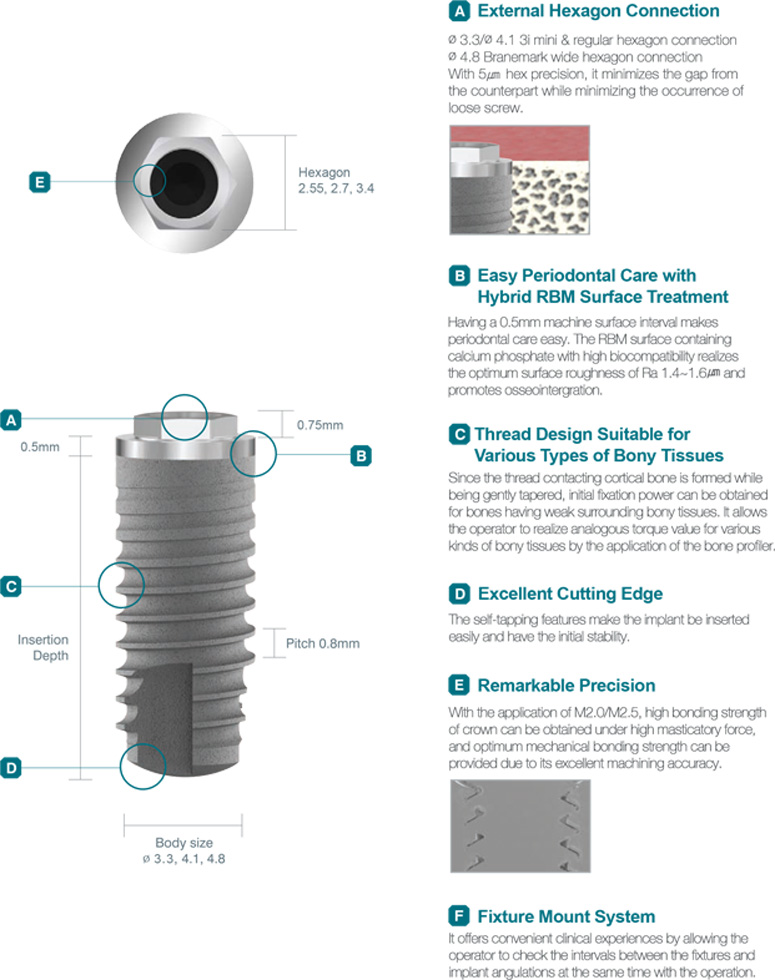 E
Hexagon
2.55, 2.7, 3.4
A
0.75mm
0.5mm
B
C
Insertion
Depth
Pitch 0.8mm
D
Body size
ø 3.3, 4.1, 4.8
A External Hexagon Connection
ø 3.3/ø 4.1 3i mini & regular hexagon connection
ø 4.8 Branemark wide hexagon connection
With 5㎛ hex precision, it minimizes the gap from
the counterpart while minimizing the occurrence of
loose screw.
B Easy Periodontal Care with
Hybrid RBM Surface Treatment
Having a 0.5mm machine surface interval makes
periodontal care easy. The RBM surface containing
calcium phosphate with high biocompatibility realizes
the optimum surface roughness of Ra 1.4~1.6㎛ and
promotes osseointergration.
C Thread Design Suitable for
Various Types of Bony Tissues
Since the thread contacting cortical bone is formed while
being gently tapered, initial fixation power can be obtained
for bones having weak surrounding bony tissues. It allows
the operator to realize analogous torque value for various
kinds of bony tissues by the application of the bone profiler.
D Excellent Cutting Edge
The self-tapping features make the implant be inserted
easily and have the initial stability.
E Remarkable Precision
With the application of M2.0/M2.5, high bonding strength
of crown can be obtained under high masticatory force,
and optimum mechanical bonding strength can be
provided due to its excellent machining accuracy.
F Fixture Mount System
It offers convenient clinical experiences by allowing the
operator to check the intervals between the fixtures and
implant angulations at the same time with the operation.